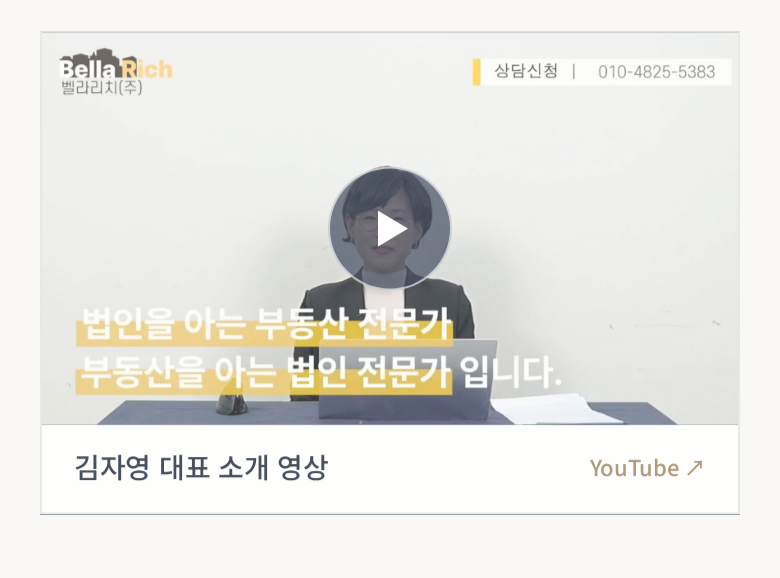 Bella Rich
벨라리치(주)
상담신청 | 010-4825-5383
법인을 아는 부동산 전문가
부동산을 아는 법인 전문가 입니다.
김자영 대표 소개 영상
YouTube ↗